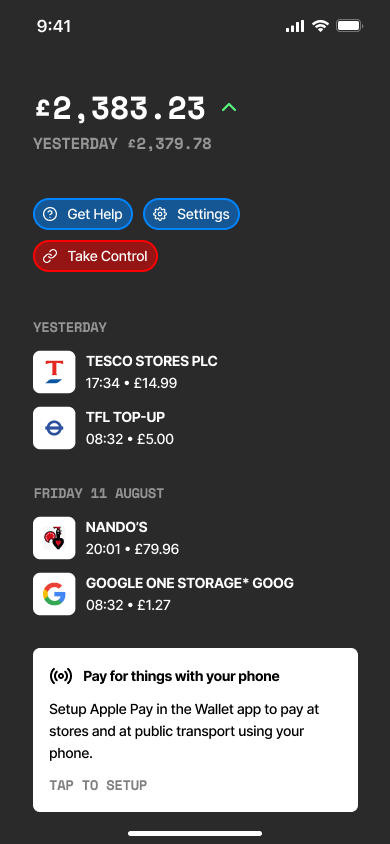 9:41
£2,383.23
YESTERDAY £2,379.78
Get Help
Settings
Take Control
YESTERDAY
TESCO STORES PLC
17:34 • £14.99
TFL TOP-UP
08:32 • £5.00
FRIDAY 11 AUGUST
NANDO'S
20:01 • £79.96
GOOGLE ONE STORAGE* GOOG
08:32 • £1.27
Pay for things with your phone
Setup Apple Pay in the Wallet app to pay at
stores and at public transport using your
phone.
TAP TO SETUP